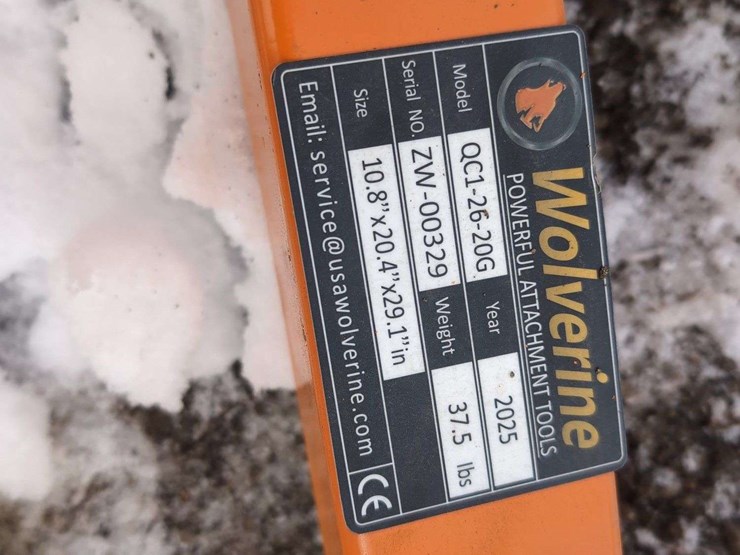 Wolverine
POWERFUL ATTACHMENT TOOLS
Model QC1-26-20G Year 2025
Serial NO. ZW-00329 Weight 37.5 lbs
Size 10.8"x20.4"x29.1"in
Email: service@usawolverine.com CE